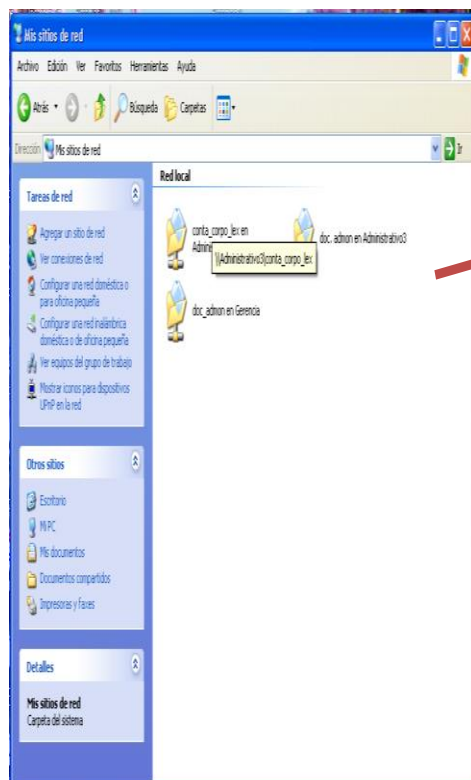 Mis sitios de red
Archivo Edición Ver Favoritos Herramientas Ayuda
Atrás Búsqueda Carpetas
Dirección Mis sitios de red Ir
Tareas de red
Agregar un sitio de red
Ver conexiones de red
Configurar una red doméstica o
para oficina pequeña
Configurar una red inalámbrica
doméstica o de oficina pequeña
Ver equipos del grupo de trabajo
Mostrar iconos para dispositivos
UPnP en la red
Otros sitios
Escritorio
Mi PC
Mis documentos
Documentos compartidos
Impresoras y faxes
Detalles
Mis sitios de red
Carpeta del sistema
Red local
conta_corpo_lex en
\\Administrativo3\conta_corpo_lex
doc. admon en Administrativo3
doc_admon en Gerencia